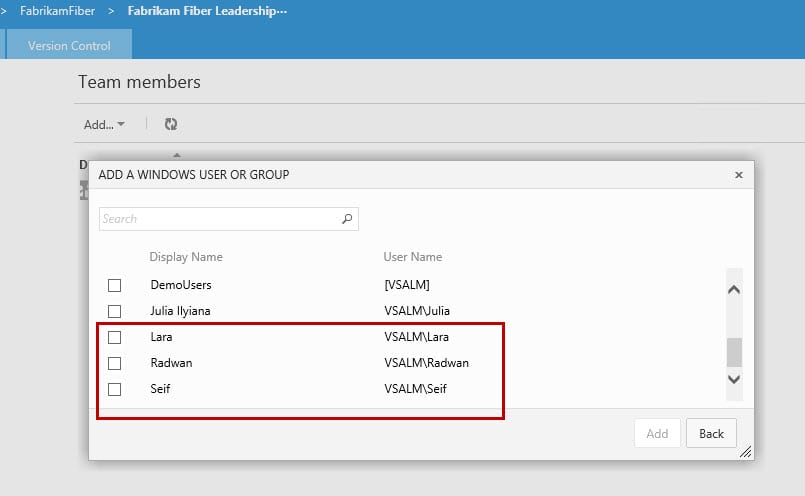 > FabrikamFiber > Fabrikam Fiber Leadership···
Version Control
Team members
Add...
D
ADD A WINDOWS USER OR GROUP
Search
Display Name User Name
DemoUsers [VSALM]
Julia Ilyiana VSALM\Julia
Lara VSALM\Lara
Radwan VSALM\Radwan
Seif VSALM\Seif
Add Back